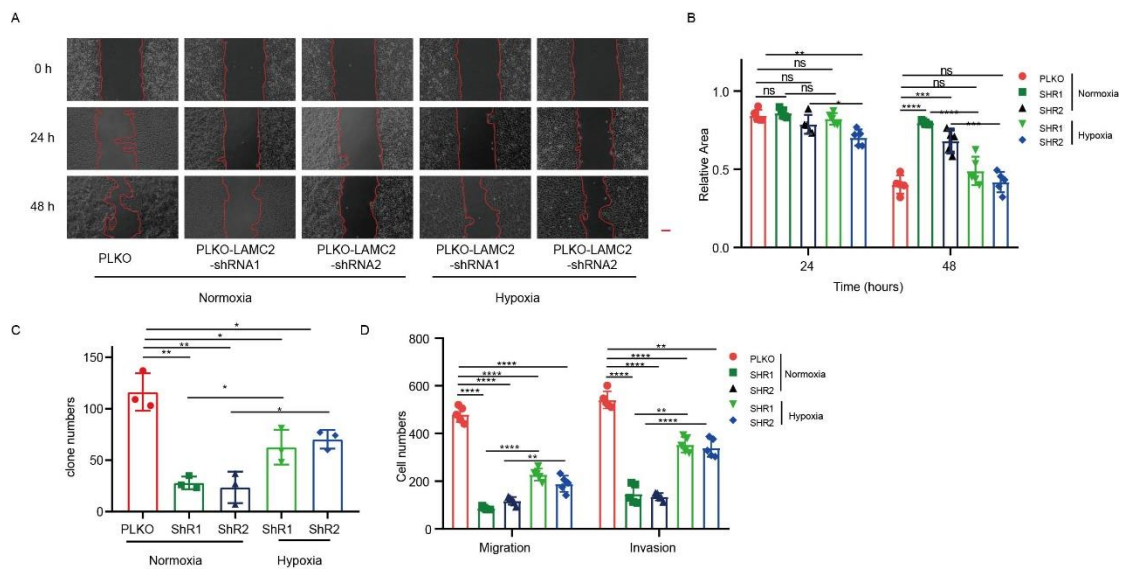 A
0 h
24 h
48 h
PLKO
PLKO-LAMC2
-shRNA1
PLKO-LAMC2
-shRNA2
PLKO-LAMC2
-shRNA1
PLKO-LAMC2
-shRNA2
Normoxia
Hypoxia
B
Relative Area
1.0
0.5
0.0
**
ns
ns
ns
ns
*
ns
ns
***
****
****
***
24
48
Time (hours)
PLKO
SHR1
SHR2
SHR1
SHR2
Normoxia
Hypoxia
C
clone numbers
150
100
50
0
*
*
**
**
*
*
PLKO
ShR1
ShR2
ShR1
ShR2
Normoxia
Hypoxia
D
Cell numbers
800
600
400
200
0
****
****
****
****
****
**
**
****
****
****
**
****
Migration
Invasion
PLKO
SHR1
SHR2
SHR1
SHR2
Normoxia
Hypoxia